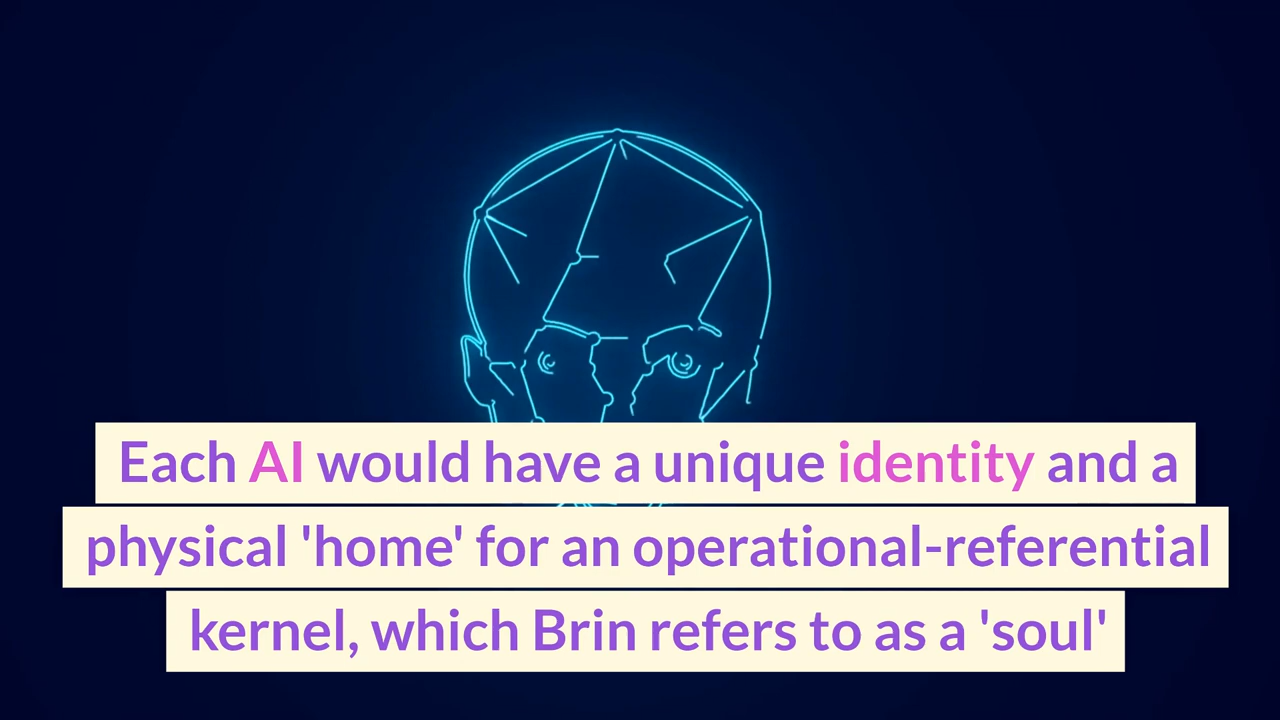 Each AI would have a unique identity and a
physical 'home' for an operational-referential
kernel, which Brin refers to as a 'soul'